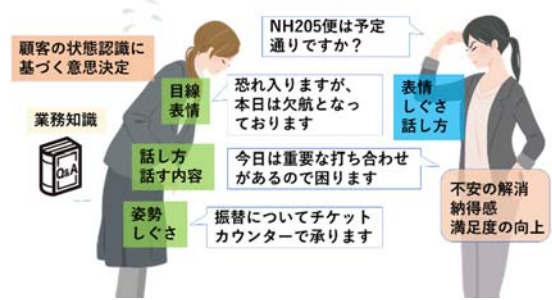 顧客の状態認識に
基づく意思決定
業務知識
Q&A
目線
表情
話し方
話す内容
姿勢
しぐさ
NH205便は予定
通りですか？
恐れ入りますが、
本日は欠航となっ
ております
今日は重要な打ち合わせ
があるので困ります
振替についてチケット
カウンターで承ります
表情
しぐさ
話し方
不安の解消
納得感
満足度の向上